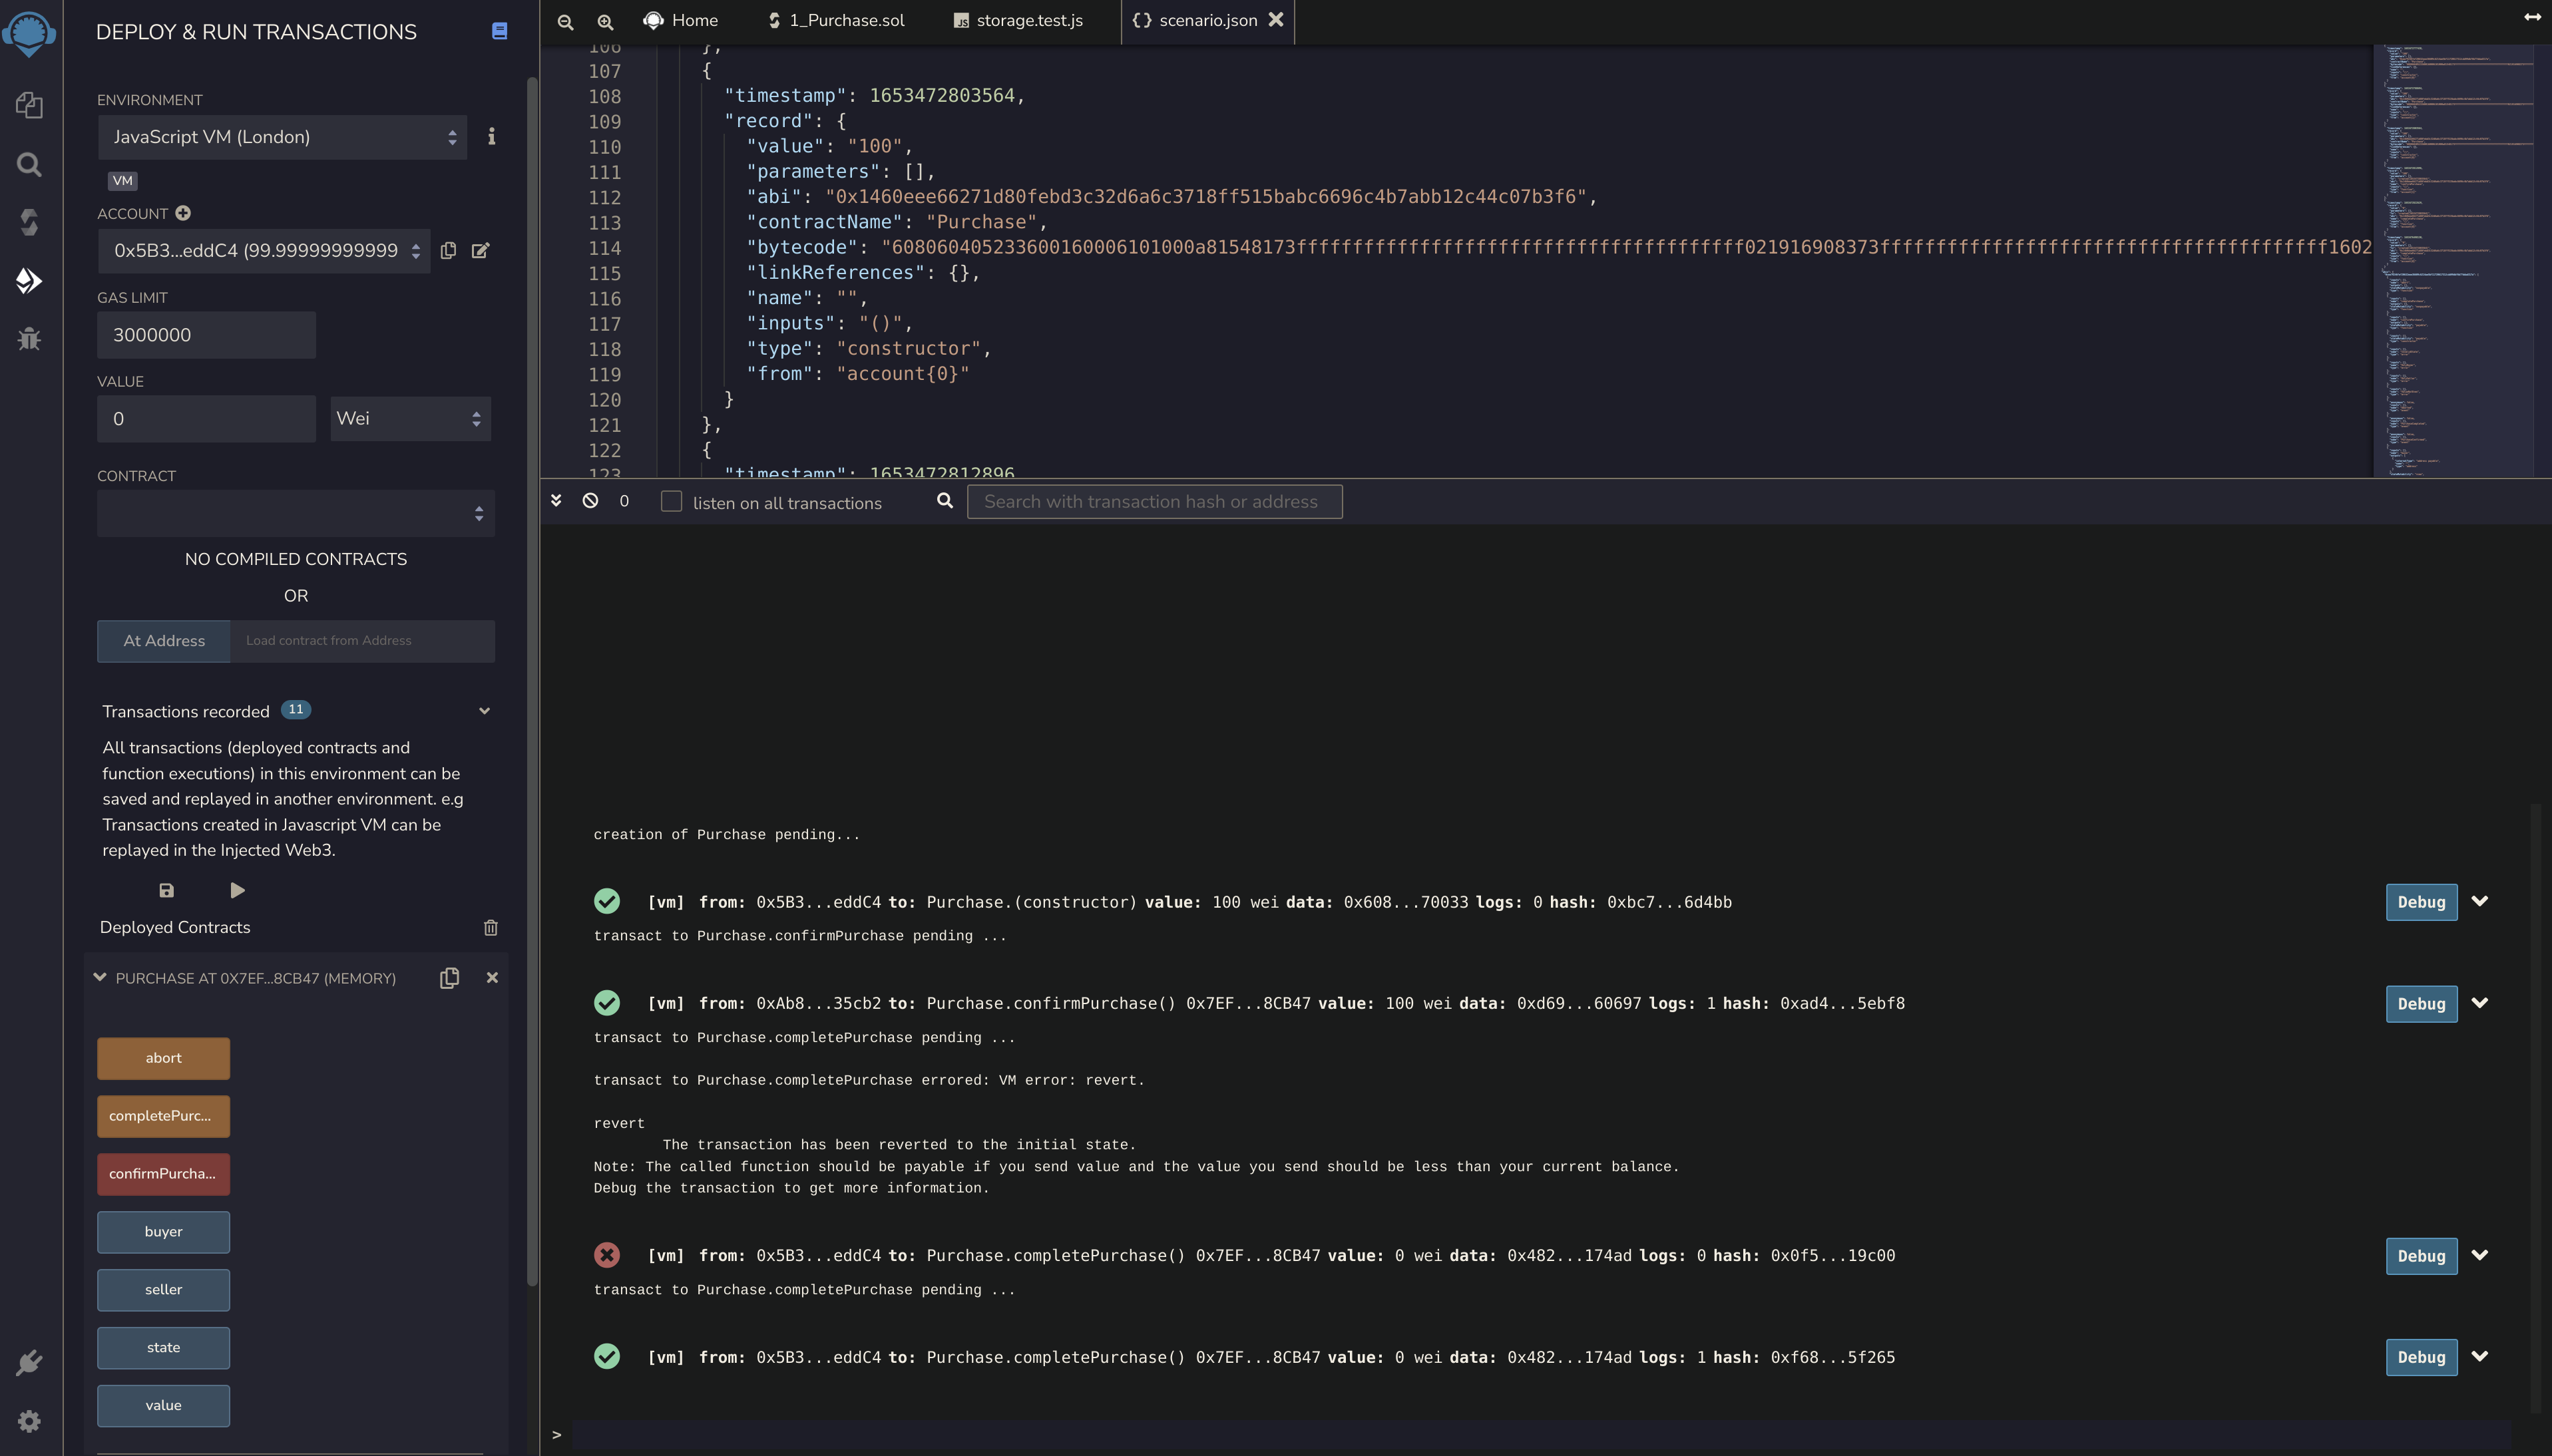 DEPLOY & RUN TRANSACTIONS
ENVIRONMENT
JavaScript VM (London)
VM
ACCOUNT
0x5B3...eddC4 (99.99999999999
GAS LIMIT
3000000
VALUE
0
Wei
CONTRACT
NO COMPILED CONTRACTS
OR
At Address
Load contract from Address
Transactions recorded 11
All transactions (deployed contracts and
function executions) in this environment can be
saved and replayed in another environment. e.g
Transactions created in Javascript VM can be
replayed in the Injected Web3.
Deployed Contracts
PURCHASE AT 0X7EF...8CB47 (MEMORY)
abort
completePurc...
confirmPurcha...
buyer
seller
state
value
Home
1_Purchase.sol
JS storage.test.js
{} scenario.json
106 },
107 {
108 "timestamp": 1653472803564,
109 "record": {
110 "value": "100",
111 "parameters": [],
112 "abi": "0x1460eee66271d80febd3c32d6a6c3718ff515babc6696c4b7abb12c44c07b3f6",
113 "contractName": "Purchase",
114 "bytecode": "6080604052336001600061010​00a81548173ffffffffffffffffffffffffffffffffffffffff021916908373ffffffffffffffffffffffffffffffffffffffff1602
115 "linkReferences": {},
116 "name": "",
117 "inputs": "()",
118 "type": "constructor",
119 "from": "account{0}"
120 }
121 },
122 {
123 "timestamp": 1653472812896
0
listen on all transactions
Search with transaction hash or address
creation of Purchase pending...
[vm] from: 0x5B3...eddC4 to: Purchase.(constructor) value: 100 wei data: 0x608...70033 logs: 0 hash: 0xbc7...6d4bb
Debug
transact to Purchase.confirmPurchase pending ...
[vm] from: 0xAb8...35cb2 to: Purchase.confirmPurchase() 0x7EF...8CB47 value: 100 wei data: 0xd69...60697 logs: 1 hash: 0xad4...5ebf8
Debug
transact to Purchase.completePurchase pending ...
transact to Purchase.completePurchase errored: VM error: revert.
revert
The transaction has been reverted to the initial state.
Note: The called function should be payable if you send value and the value you send should be less than your current balance.
Debug the transaction to get more information.
[vm] from: 0x5B3...eddC4 to: Purchase.completePurchase() 0x7EF...8CB47 value: 0 wei data: 0x482...174ad logs: 0 hash: 0x0f5...19c00
Debug
transact to Purchase.completePurchase pending ...
[vm] from: 0x5B3...eddC4 to: Purchase.completePurchase() 0x7EF...8CB47 value: 0 wei data: 0x482...174ad logs: 1 hash: 0xf68...5f265
Debug
>